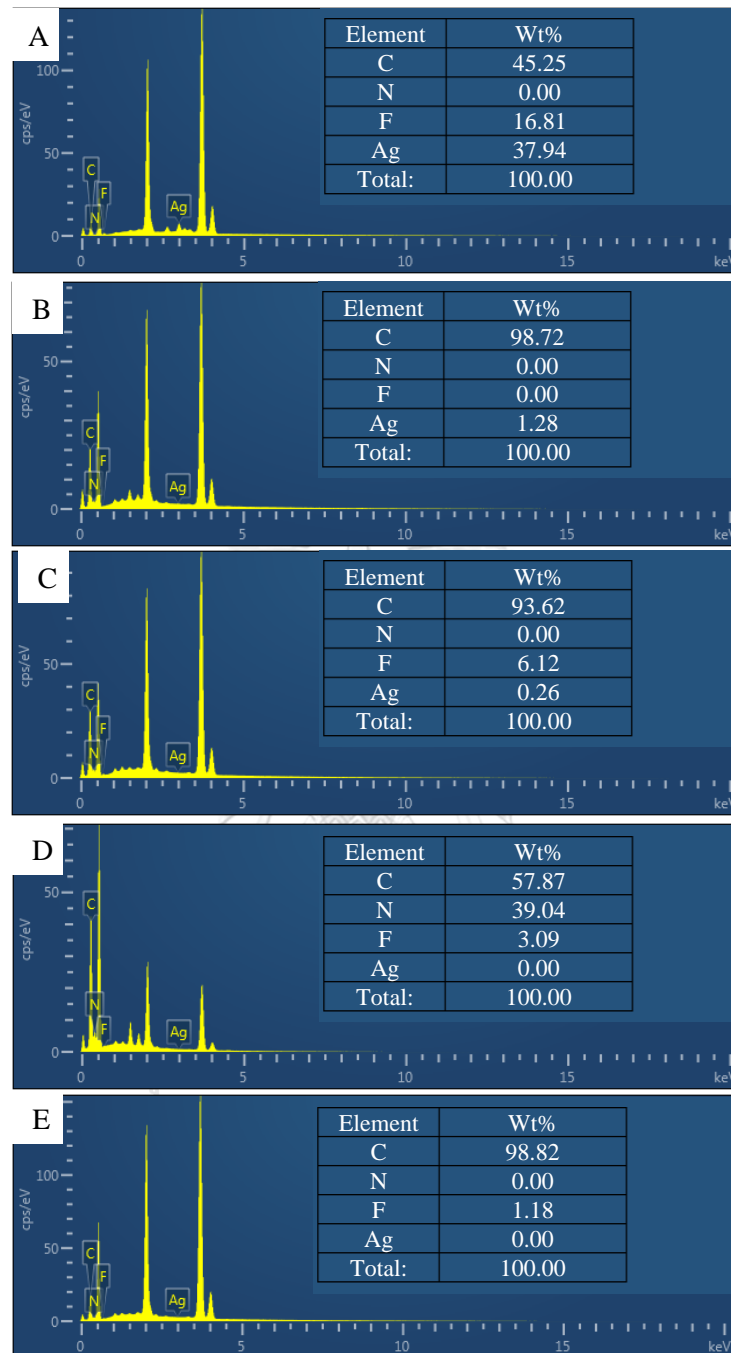 A
Element Wt%
C 45.25
N 0.00
F 16.81
Ag 37.94
Total: 100.00
cps/eV
100
50
0
C
F
N
Ag
0 5 10 15 keV
B
Element Wt%
C 98.72
N 0.00
F 0.00
Ag 1.28
Total: 100.00
cps/eV
50
0
C
F
N
Ag
0 5 10 15 keV
C
Element Wt%
C 93.62
N 0.00
F 6.12
Ag 0.26
Total: 100.00
cps/eV
50
0
C
F
N
Ag
0 5 10 15 keV
D
Element Wt%
C 57.87
N 39.04
F 3.09
Ag 0.00
Total: 100.00
cps/eV
50
0
C
N
F
Ag
0 5 10 15 keV
E
Element Wt%
C 98.82
N 0.00
F 1.18
Ag 0.00
Total: 100.00
cps/eV
100
50
0
C
F
N
Ag
0 5 10 15 keV